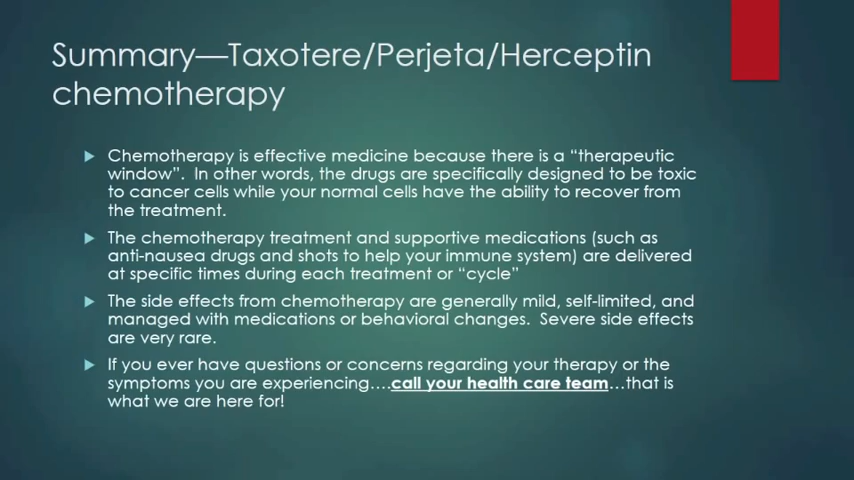 Summary—Taxotere/Perjeta/Herceptin
chemotherapy
Chemotherapy is effective medicine because there is a “therapeutic
window”. In other words, the drugs are specifically designed to be toxic
to cancer cells while your normal cells have the ability to recover from
the treatment.
The chemotherapy treatment and supportive medications (such as
anti-nausea drugs and shots to help your immune system) are delivered
at specific times during each treatment or “cycle”
The side effects from chemotherapy are generally mild, self-limited, and
managed with medications or behavioral changes. Severe side effects
are very rare.
If you ever have questions or concerns regarding your therapy or the
symptoms you are experiencing....call your health care team...that is
what we are here for!